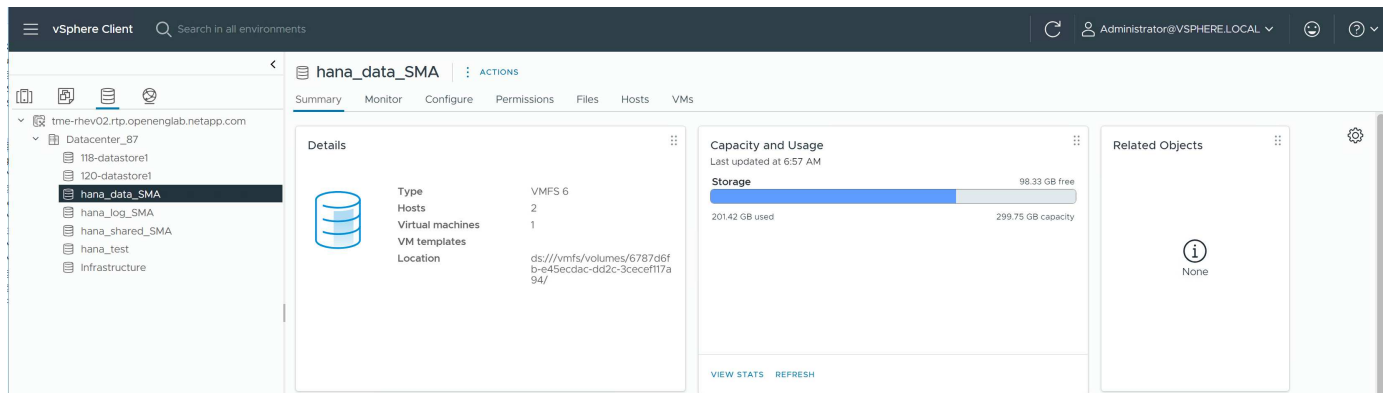 vSphere Client
Search in all environments
Administrator@VSPHERE.LOCAL
tme-rhev02.rtp.openenglab.netapp.com
Datacenter_87
118-datastore1
120-datastore1
hana_data_SMA
hana_log_SMA
hana_shared_SMA
hana_test
Infrastructure
hana_data_SMA
ACTIONS
Summary Monitor Configure Permissions Files Hosts VMs
Details
Type VMFS 6
Hosts 2
Virtual machines 1
VM templates
Location ds:///vmfs/volumes/6787d6f
b-e45ecdac-dd2c-3cecef117a
94/
Capacity and Usage
Last updated at 6:57 AM
Storage 98.33 GB free
201.42 GB used 299.75 GB capacity
VIEW STATS REFRESH
Related Objects
None